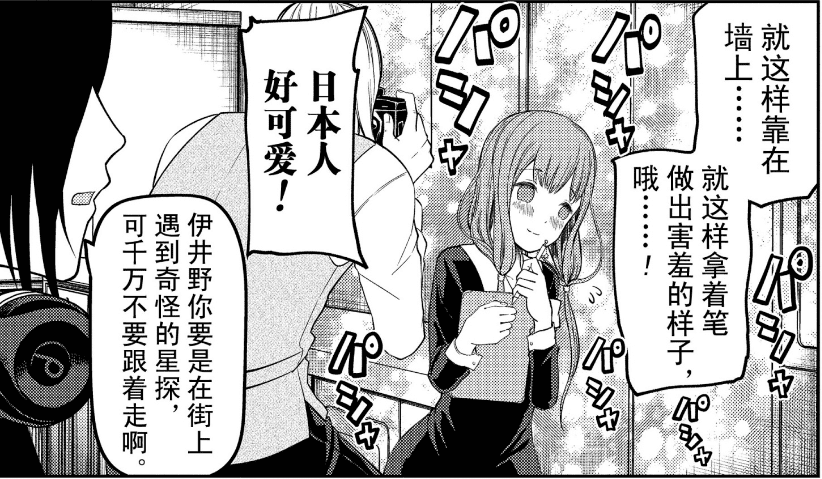 就这样靠在
墙上……
就这样拿着笔
做出害羞的样子，
哦……！
日本人
好可爱！
伊井野你要是在街上
遇到奇怪的星探，
可千万不要跟着走啊。
パシャ
パシャ
パシャ
パシャ
パシャ
パシャ